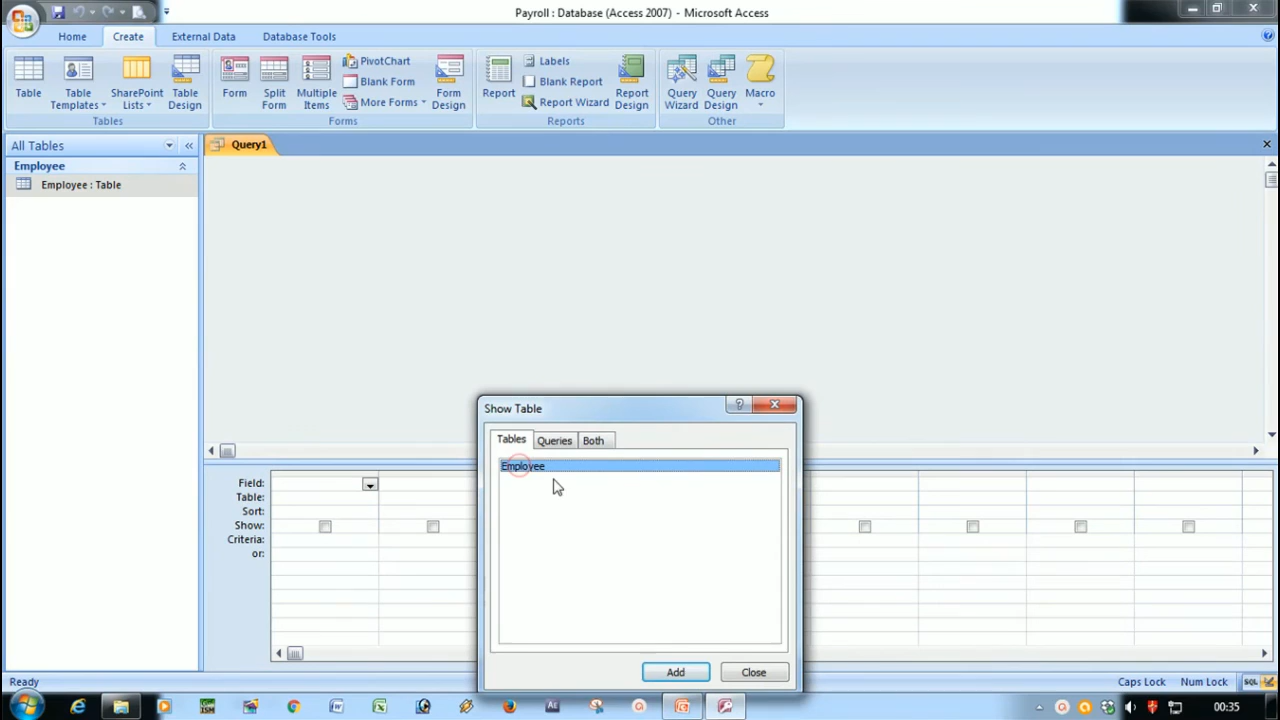 Payroll : Database (Access 2007) - Microsoft Access
Home Create External Data Database Tools
Table
Table Templates
SharePoint Lists
Table Design
Tables
Form
Split Form
Multiple Items
PivotChart
Blank Form
More Forms
Form Design
Forms
Report
Labels
Blank Report
Report Wizard
Report Design
Reports
Query Wizard
Query Design
Macro
Other
All Tables
Employee
Employee : Table
Query1
Show Table
Tables Queries Both
Employee
Add Close
Field:
Table:
Sort:
Show:
Criteria:
or:
Ready Caps Lock Num Lock SQL
00:35